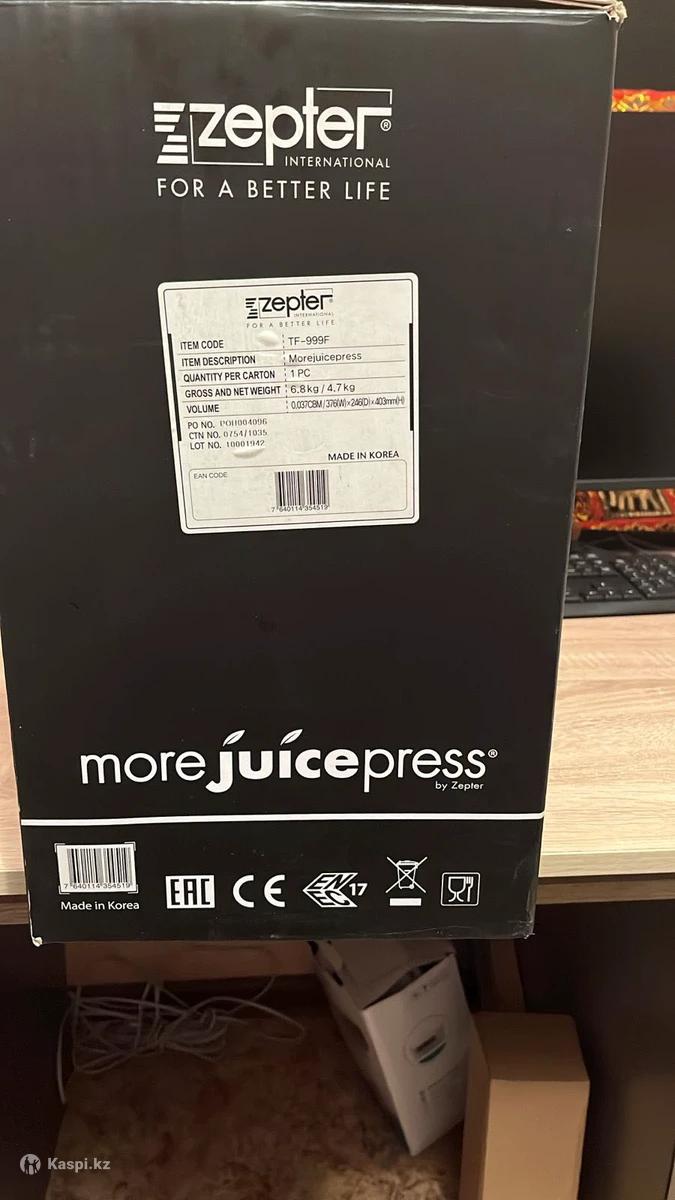 zepter®
INTERNATIONAL
FOR A BETTER LIFE
zepter®
INTERNATIONAL
FOR A BETTER LIFE
ITEM CODE TF-999F
ITEM DESCRIPTION Morejuicepress
QUANTITY PER CARTON 1 PC
GROSS AND NET WEIGHT 6.8kg / 4.7kg
VOLUME 0.037CBM / 376(W)×246(D)×403mm(H)
PO NO. POH004096
CTN NO. 0754/1035
LOT NO. 10001942
MADE IN KOREA
EAN CODE
7 640114 354519
more juicepress®
by Zepter
7 640114 354519
Made in Korea
EAC CE ENEC 17
Kaspi.kz